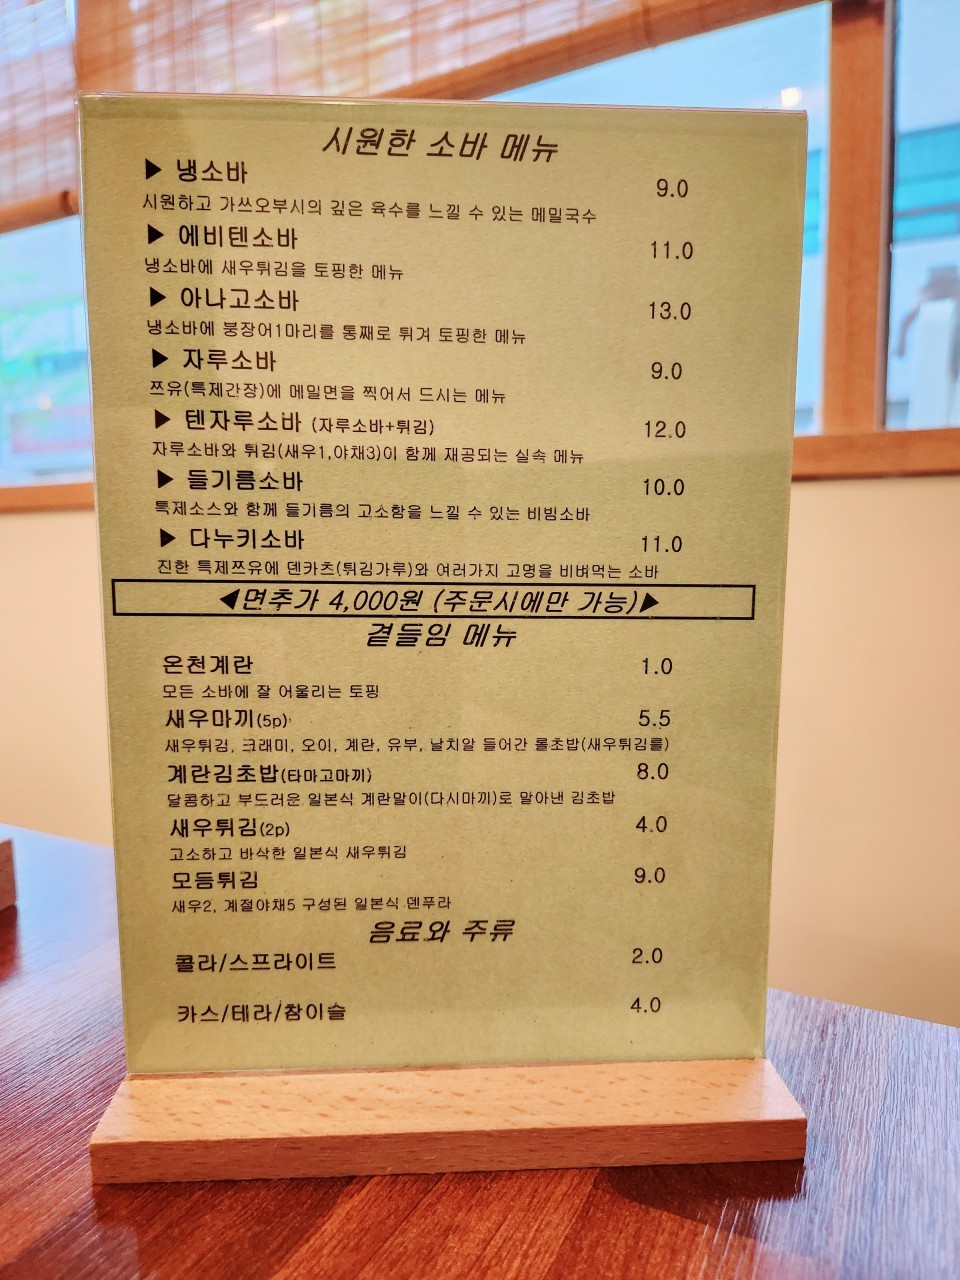 시원한 소바 메뉴
▶ 냉소바 9.0
시원하고 가쓰오부시의 깊은 육수를 느낄 수 있는 메밀국수
▶ 에비텐소바 11.0
냉소바에 새우튀김을 토핑한 메뉴
▶ 아나고소바 13.0
냉소바에 붕장어1마리를 통째로 튀겨 토핑한 메뉴
▶ 자루소바 9.0
쯔유(특제간장)에 메밀면을 찍어서 드시는 메뉴
▶ 텐자루소바 (자루소바+튀김) 12.0
자루소바와 튀김(새우1,야채3)이 함께 재공되는 실속 메뉴
▶ 들기름소바 10.0
특제소스와 함께 들기름의 고소함을 느낄 수 있는 비빔소바
▶ 다누키소바 11.0
진한 특제쯔유에 덴카츠(튀김가루)와 여러가지 고명을 비벼먹는 소바
◀면추가 4,000원 (주문시에만 가능)▶
곁들임 메뉴
온천계란 1.0
모든 소바에 잘 어울리는 토핑
새우마끼(5p) 5.5
새우튀김, 크래미, 오이, 계란, 유부, 날치알 들어간 롤초밥(새우튀김롤)
계란김초밥(타마고마끼) 8.0
달콤하고 부드러운 일본식 계란말이(다시마끼)로 말아낸 김초밥
새우튀김(2p) 4.0
고소하고 바삭한 일본식 새우튀김
모듬튀김 9.0
새우2, 계절야채5 구성된 일본식 덴푸라
음료와 주류
콜라/스프라이트 2.0
카스/테라/참이슬 4.0